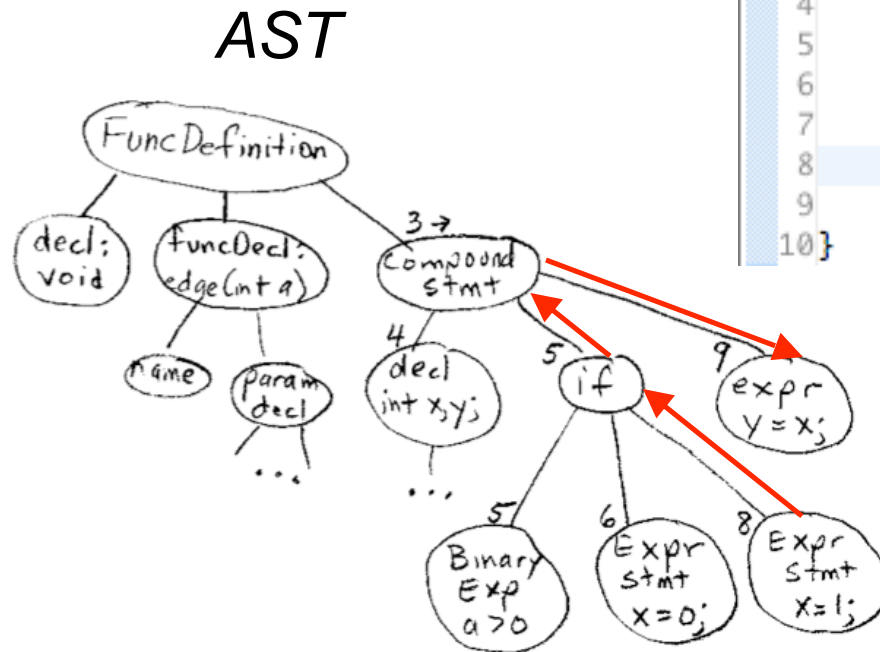 AST
4
5
6
7
8
9
10}
FuncDefinition
decl:
void
funcDecl:
edge(int a)
3 →
compound
stmt
name
param
decl
...
4
decl
int x,y;
...
5
if
9
expr
y = x;
5
Binary
Exp
a>0
6
Expr
stmt
x=0;
8
Expr
stmt
x=1;